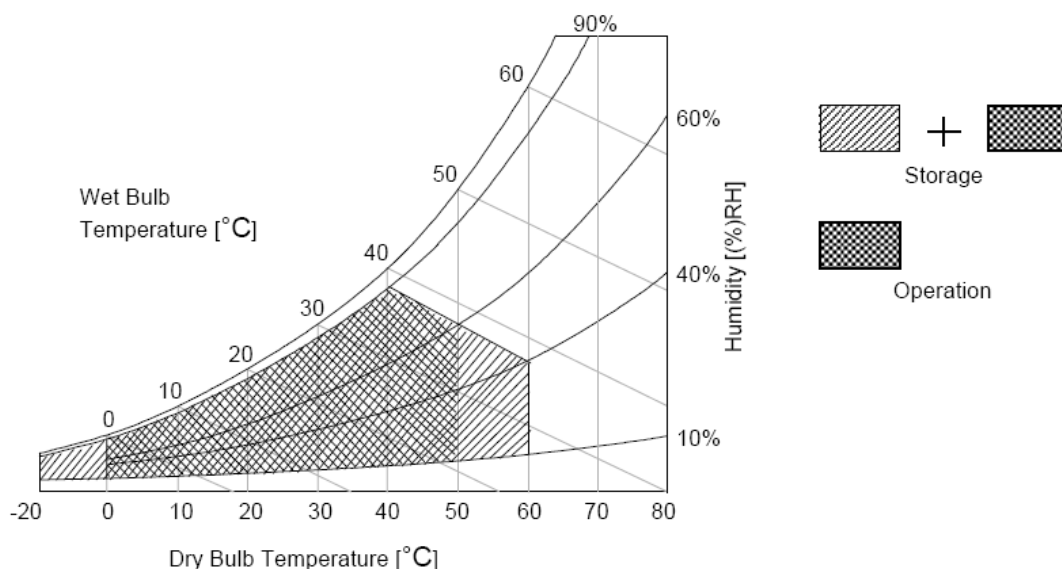 90%
60
60%
50
Wet Bulb
Temperature [°C]
40
40%
30
20
10
0
10%
Humidity [(%)RH]
-20 0 10 20 30 40 50 60 70 80
Dry Bulb Temperature [°C]
+
Storage
Operation